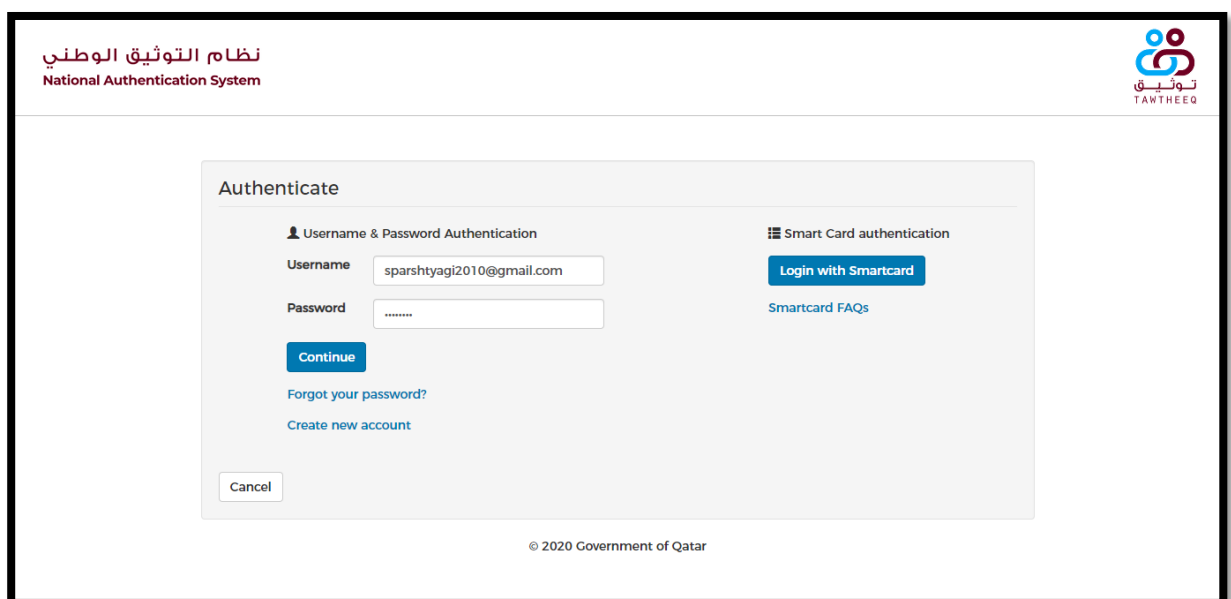 نظام التوثيق الوطني
National Authentication System
تـوثـيـق
TAWTHEEQ
Authenticate
Username & Password Authentication
Username
sparshtyagi2010@gmail.com
Password
········
Continue
Forgot your password?
Create new account
Smart Card authentication
Login with Smartcard
Smartcard FAQs
Cancel
© 2020 Government of Qatar